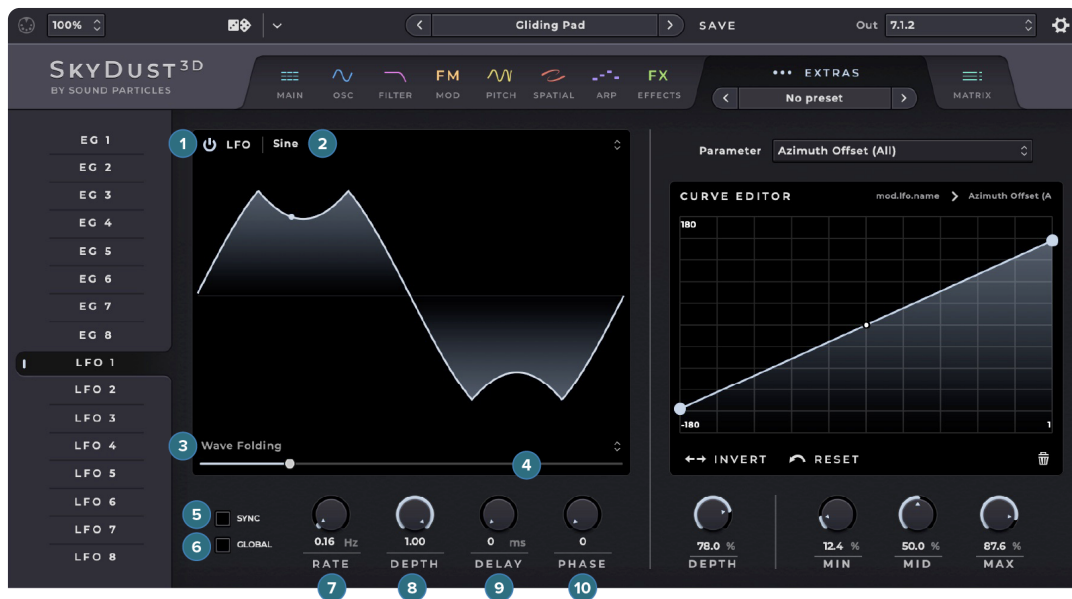 100%
Gliding Pad
SAVE
Out 7.1.2
SKYDUST 3D
BY SOUND PARTICLES
MAIN
OSC
FILTER
FM
MOD
PITCH
SPATIAL
ARP
FX
EFFECTS
EXTRAS
No preset
MATRIX
EG 1
EG 2
EG 3
EG 4
EG 5
EG 6
EG 7
EG 8
LFO 1
LFO 2
LFO 3
LFO 4
LFO 5
LFO 6
LFO 7
LFO 8
1 LFO Sine 2
3 Wave Folding
4
5 SYNC
6 GLOBAL
0.16 Hz
RATE
7
1.00
DEPTH
8
0 ms
DELAY
9
0
PHASE
10
Parameter Azimuth Offset (All)
CURVE EDITOR mod.lfo.name Azimuth Offset (A
180
-180 1
INVERT RESET
78.0 %
DEPTH
12.4 %
MIN
50.0 %
MID
87.6 %
MAX